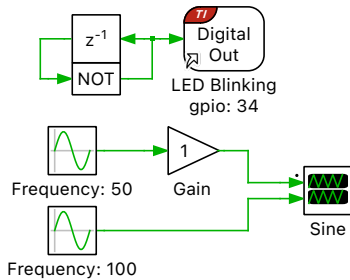 z-1
NOT
TI
Digital
Out
LED Blinking
gpio: 34
Frequency: 50
1
Gain
Frequency: 100
Sine